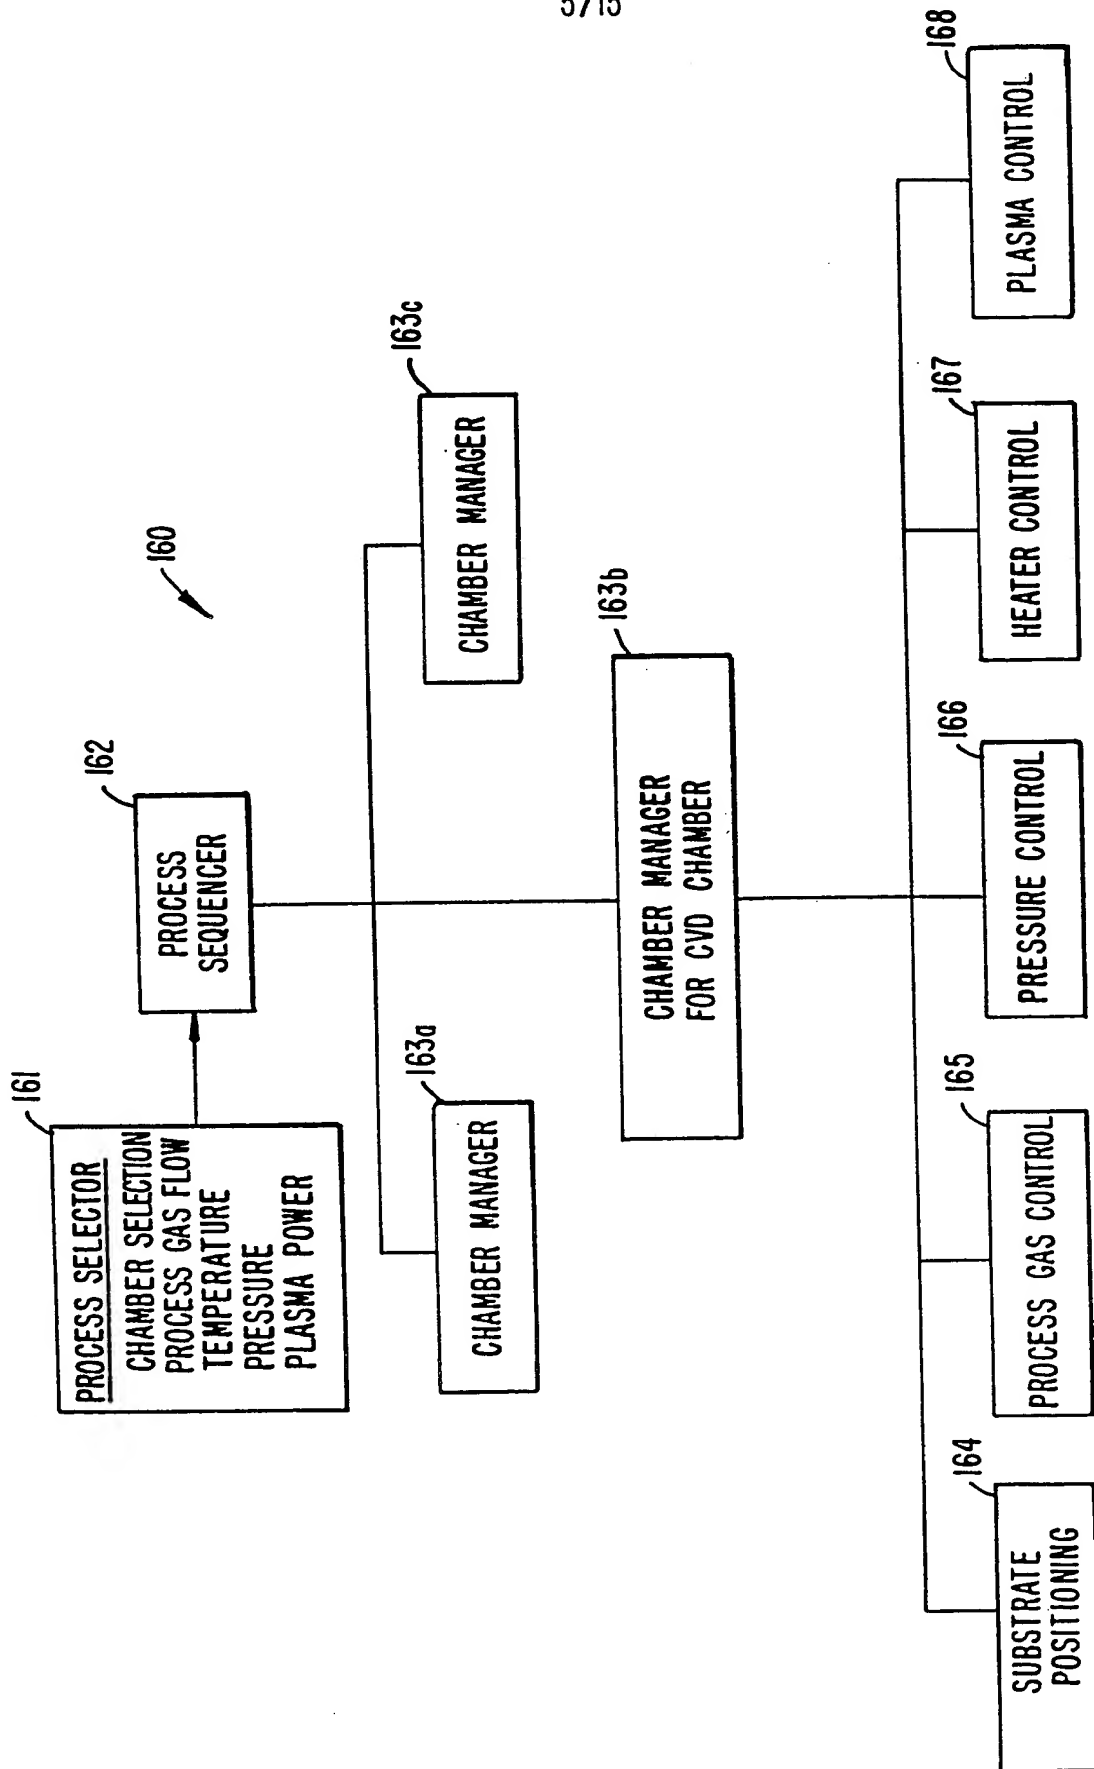 5/15
160
161
PROCESS SELECTOR
CHAMBER SELECTION
PROCESS GAS FLOW
TEMPERATURE
PRESSURE
PLASMA POWER
162
PROCESS
SEQUENCER
163a
CHAMBER MANAGER
163b
CHAMBER MANAGER
FOR CVD CHAMBER
163c
CHAMBER MANAGER
164
SUBSTRATE
POSITIONING
165
PROCESS GAS CONTROL
166
PRESSURE CONTROL
167
HEATER CONTROL
168
PLASMA CONTROL